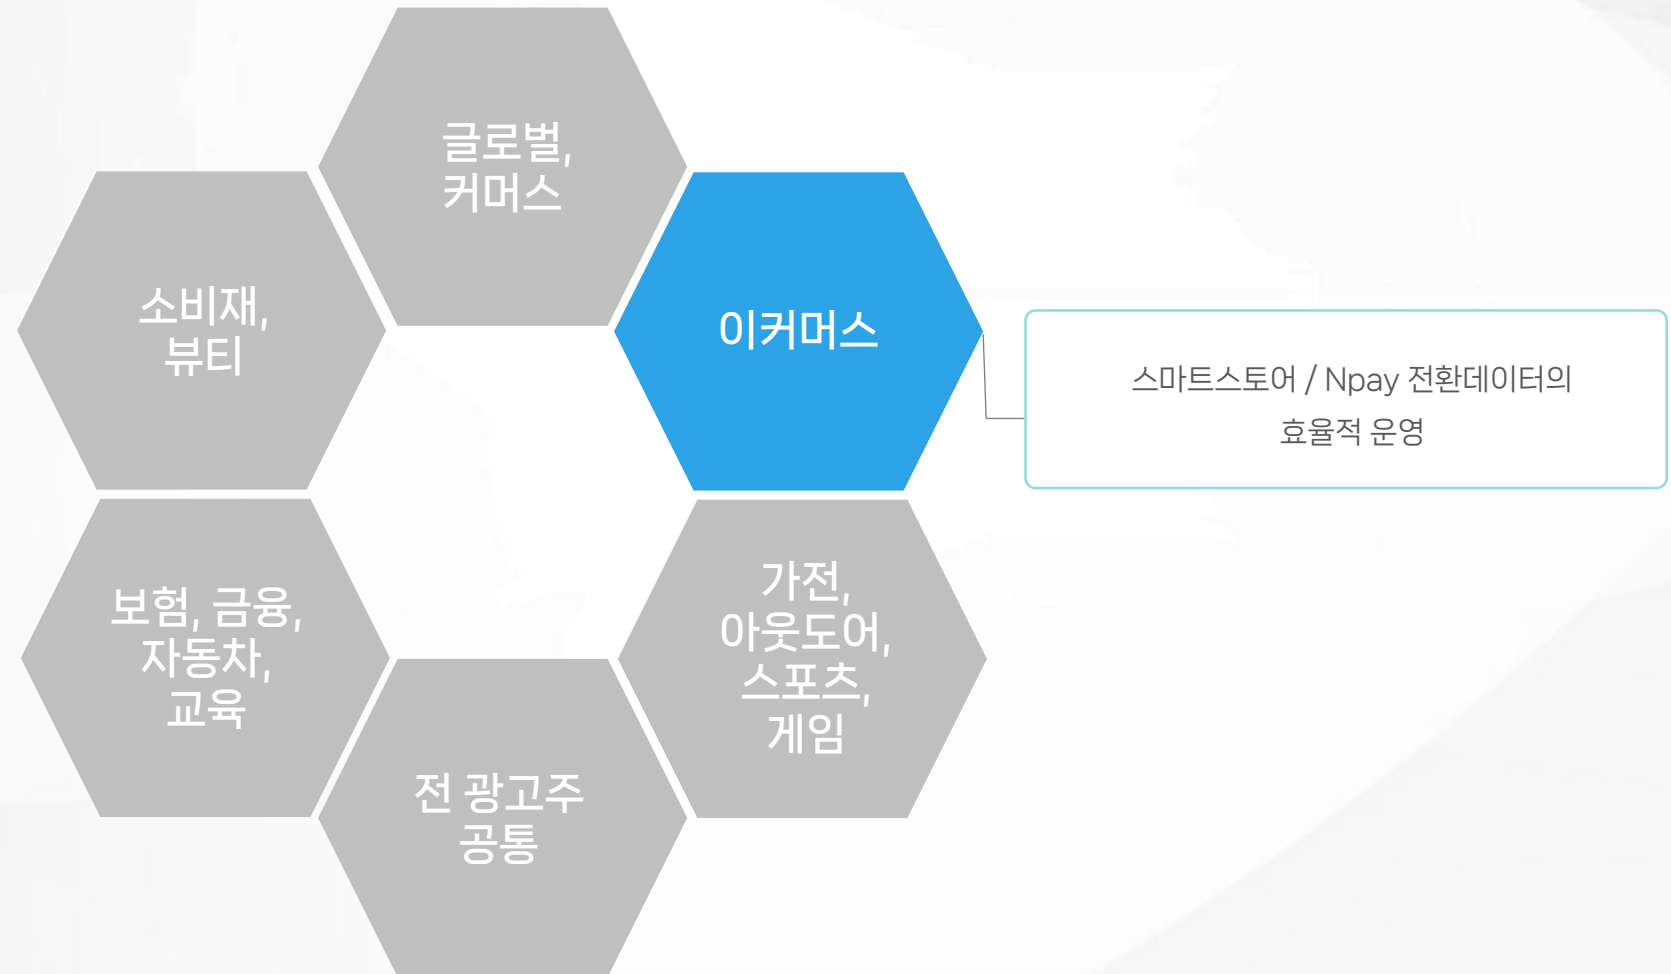 글로벌,
커머스
소비재,
뷰티
이커머스
스마트스토어 / Npay 전환데이터의
효율적 운영
보험, 금융,
자동차,
교육
가전,
아웃도어,
스포츠,
게임
전 광고주
공통